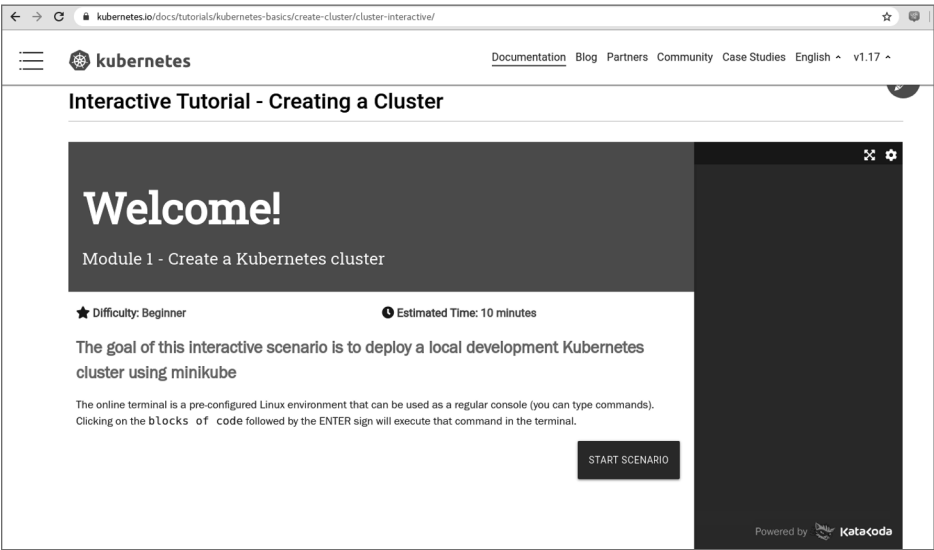 kubernetes.io/docs/tutorials/kubernetes-basics/create-cluster/cluster-interactive/
kubernetes
Documentation Blog Partners Community Case Studies English v1.17
Interactive Tutorial - Creating a Cluster
Welcome!
Module 1 - Create a Kubernetes cluster
Difficulty: Beginner
Estimated Time: 10 minutes
The goal of this interactive scenario is to deploy a local development Kubernetes
cluster using minikube
The online terminal is a pre-configured Linux environment that can be used as a regular console (you can type commands).
Clicking on the blocks of code followed by the ENTER sign will execute that command in the terminal.
START SCENARIO
Powered by Katacoda